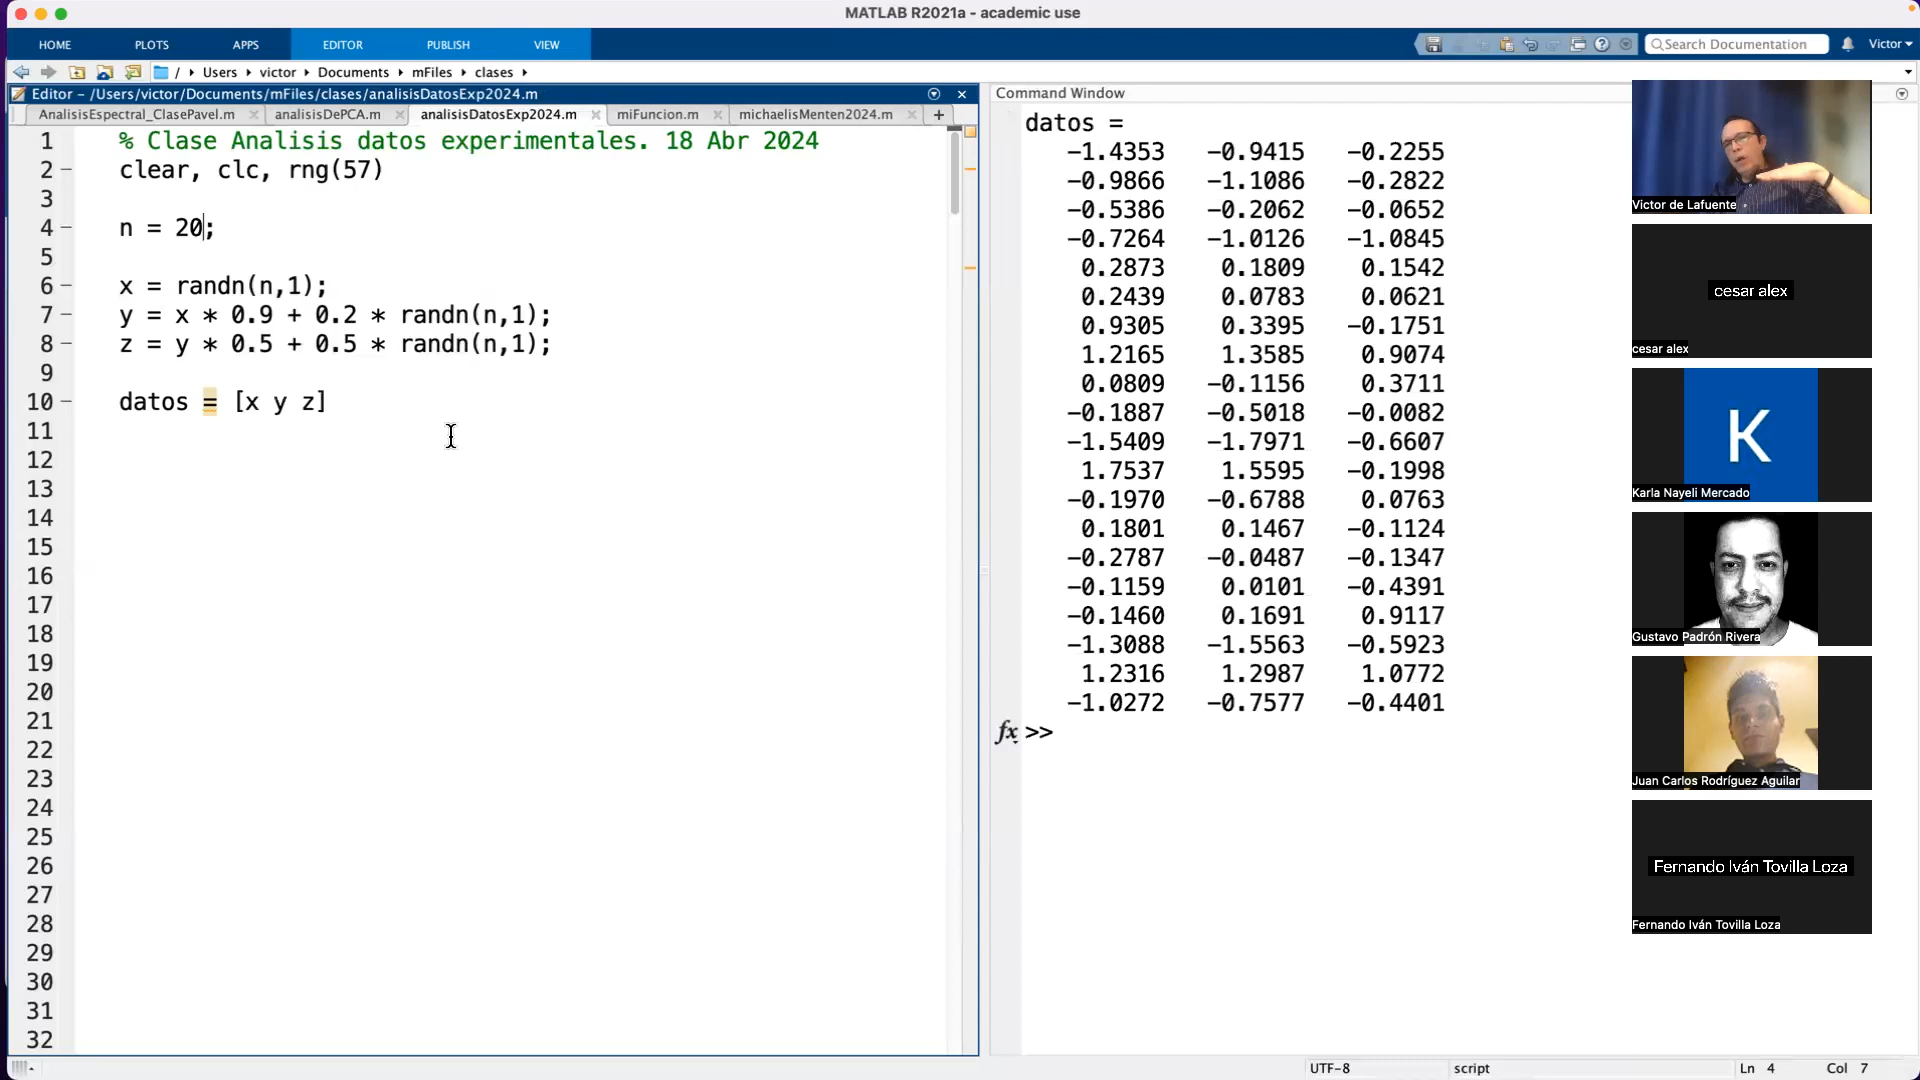 MATLAB R2021a - academic use
HOME PLOTS APPS EDITOR PUBLISH VIEW
Search Documentation
Victor
/ Users victor Documents mFiles clases
Editor - /Users/victor/Documents/mFiles/clases/analisisDatosExp2024.m
AnalisisEspectral_ClasePavel.m analisisDePCA.m analisisDatosExp2024.m miFuncion.m michaelisMenten2024.m +
1 % Clase Analisis datos experimentales. 18 Abr 2024
2 – clear, clc, rng(57)
3
4 – n = 20;
5
6 – x = randn(n,1);
7 – y = x * 0.9 + 0.2 * randn(n,1);
8 – z = y * 0.5 + 0.5 * randn(n,1);
9
10 – datos = [x y z]
11
12
13
14
15
16
17
18
19
20
21
22
23
24
25
26
27
28
29
30
31
32
Command Window
datos =
-1.4353 -0.9415 -0.2255
-0.9866 -1.1086 -0.2822
-0.5386 -0.2062 -0.0652
-0.7264 -1.0126 -1.0845
0.2873 0.1809 0.1542
0.2439 0.0783 0.0621
0.9305 0.3395 -0.1751
1.2165 1.3585 0.9074
0.0809 -0.1156 0.3711
-0.1887 -0.5018 -0.0082
-1.5409 -1.7971 -0.6607
1.7537 1.5595 -0.1998
-0.1970 -0.6788 0.0763
0.1801 0.1467 -0.1124
-0.2787 -0.0487 -0.1347
-0.1159 0.0101 -0.4391
-0.1460 0.1691 0.9117
-1.3088 -1.5563 -0.5923
1.2316 1.2987 1.0772
-1.0272 -0.7577 -0.4401
fx >>
Victor de Lafuente
cesar alex
cesar alex
K
Karla Nayeli Mercado
Gustavo Padrón Rivera
Juan Carlos Rodríguez Aguilar
Fernando Iván Tovilla Loza
Fernando Iván Tovilla Loza
UTF-8 script Ln 4 Col 7